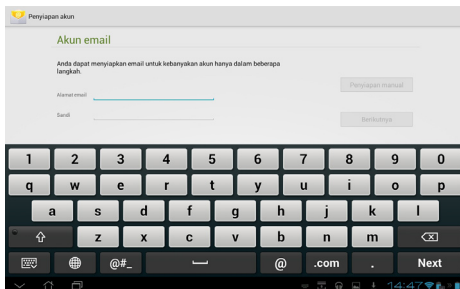 Penyiapan akun
Akun email
Anda dapat menyiapkan email untuk kebanyakan akun hanya dalam beberapa
langkah.
Penyiapan manual
Alamat email
Sandi
Berikutnya
1 2 3 4 5 6 7 8 9 0
q w e r t y u i o p
a s d f g h j k l
z x c v b n m
@#_ @ .com . Next
14:47